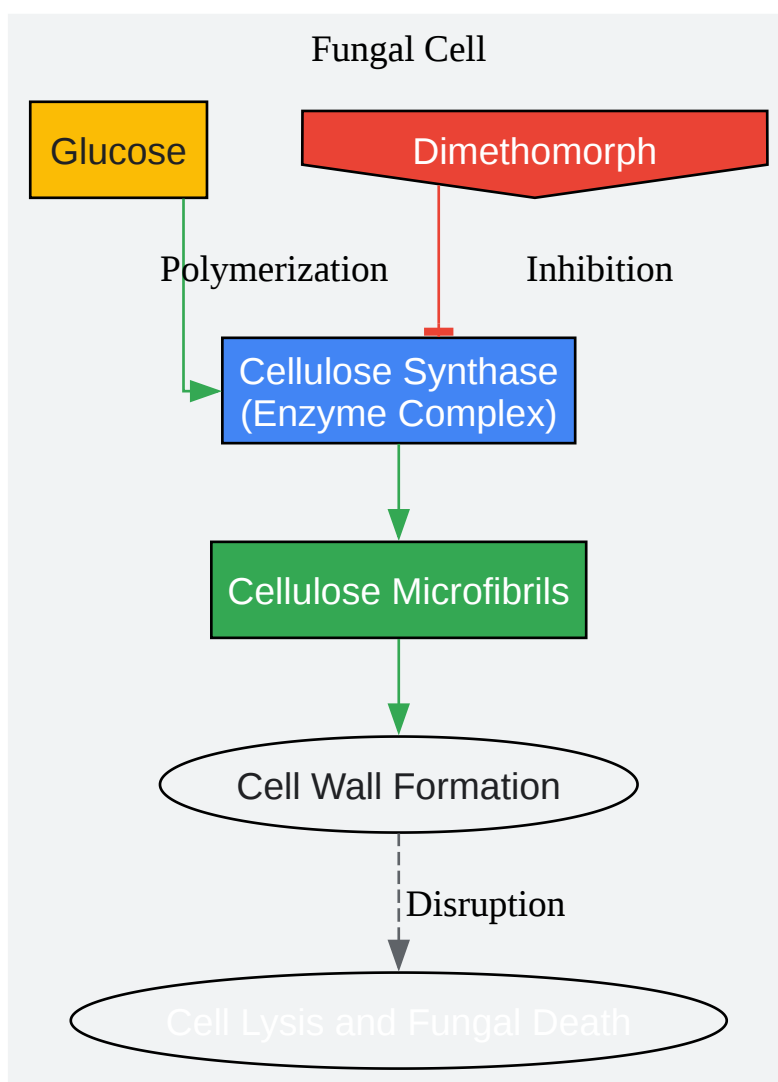 Fungal Cell
Glucose
Dimethomorph
Polymerization
Inhibition
Cellulose Synthase
(Enzyme Complex)
Cellulose Microfibrils
Cell Wall Formation
Disruption
Cell Lysis and Fungal Death